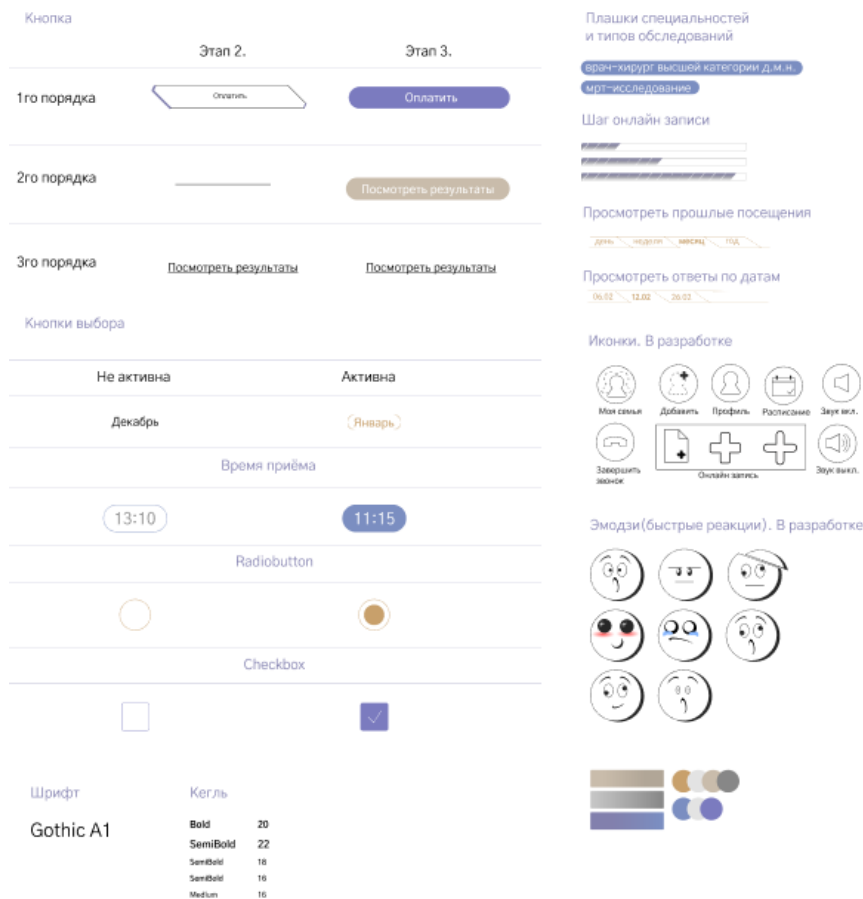 Кнопка
Этап 2.
Этап 3.
1го порядка
Оплатить
Оплатить
2го порядка
Посмотреть результаты
3го порядка
Посмотреть результаты
Посмотреть результаты
Кнопки выбора
Не активна
Активна
Декабрь
Январь
Время приёма
13:10
11:15
Radiobutton
Checkbox
Шрифт
Кегль
Gothic A1
Bold 20
SemiBold 22
SemiBold 18
SemiBold 16
Medium 16
Плашки специальностей
и типов обследований
врач-хирург высшей категории д.м.н.
мрт-исследование
Шаг онлайн записи
Просмотреть прошлые посещения
день неделя месяц год
Просмотреть ответы по датам
06.02 12.02 26.02
Иконки. В разработке
Моя семья
Добавить
Профиль
Расписание
Звук вкл.
Завершить
звонок
Онлайн запись
Звук выкл.
Эмодзи(быстрые реакции). В разработке